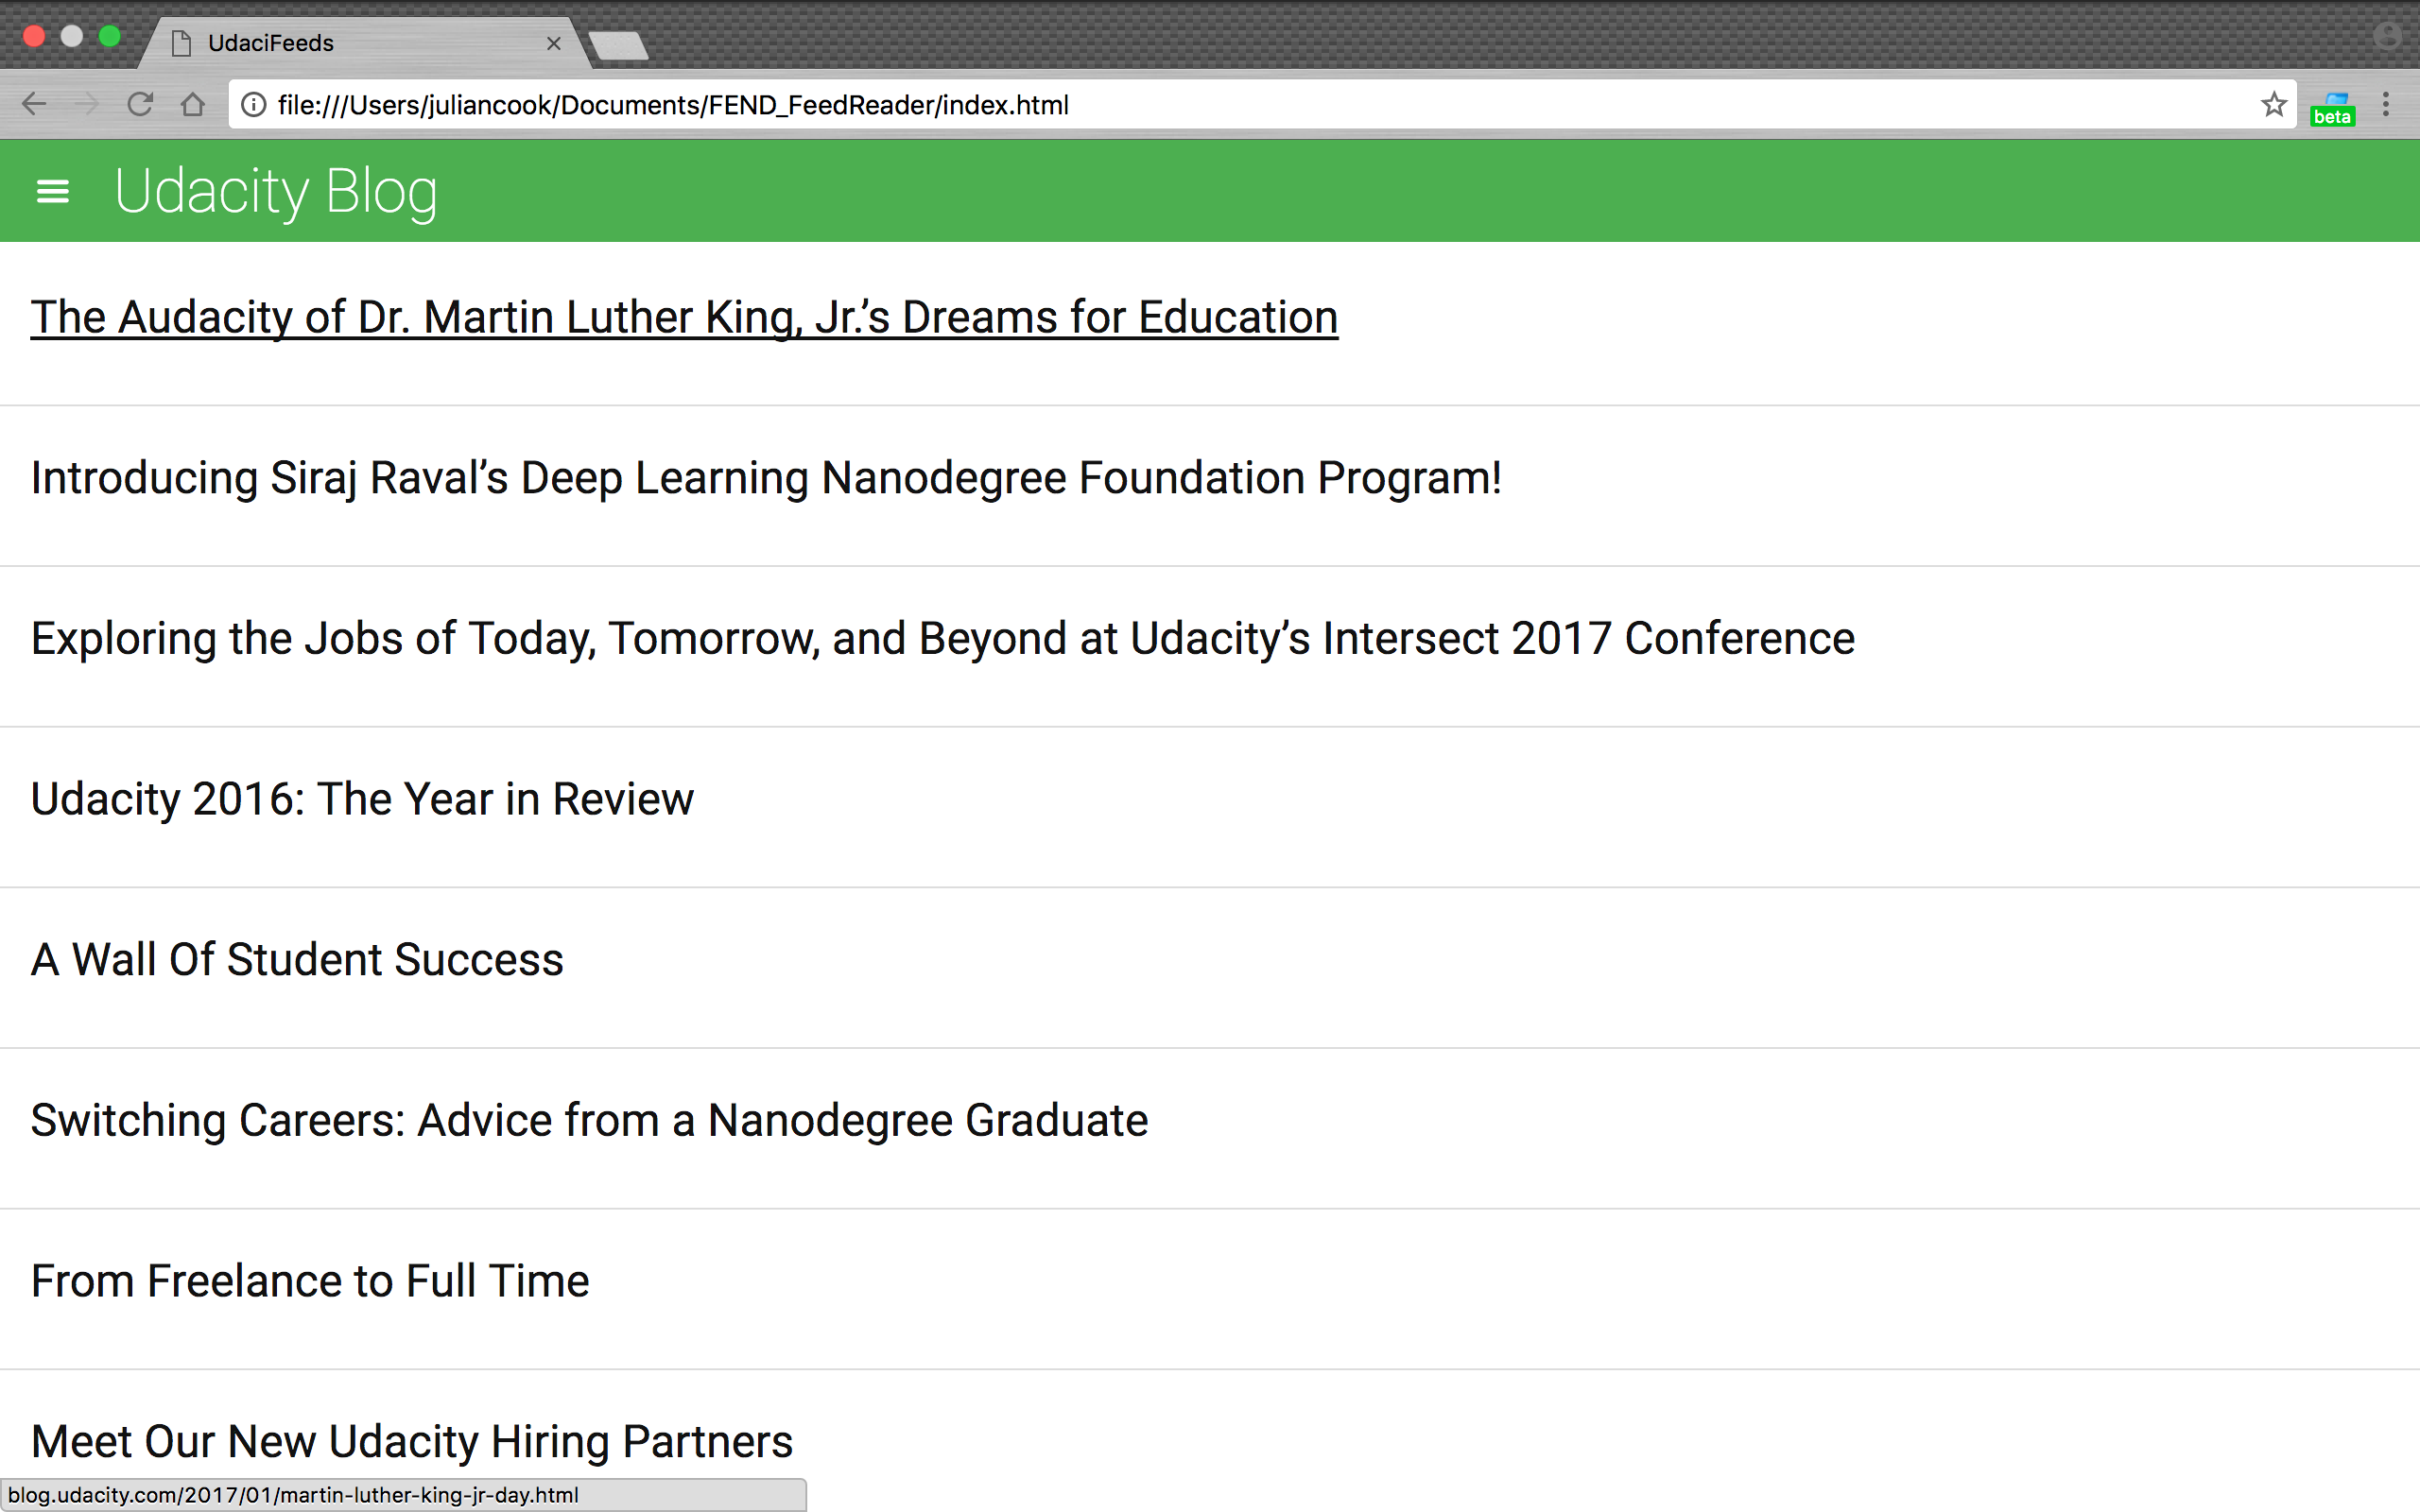 UdaciFeeds
file:///Users/juliancook/Documents/FEND_FeedReader/index.html
beta
Udacity Blog
The Audacity of Dr. Martin Luther King, Jr.’s Dreams for Education
Introducing Siraj Raval’s Deep Learning Nanodegree Foundation Program!
Exploring the Jobs of Today, Tomorrow, and Beyond at Udacity’s Intersect 2017 Conference
Udacity 2016: The Year in Review
A Wall Of Student Success
Switching Careers: Advice from a Nanodegree Graduate
From Freelance to Full Time
Meet Our New Udacity Hiring Partners
blog.udacity.com/2017/01/martin-luther-king-jr-day.html